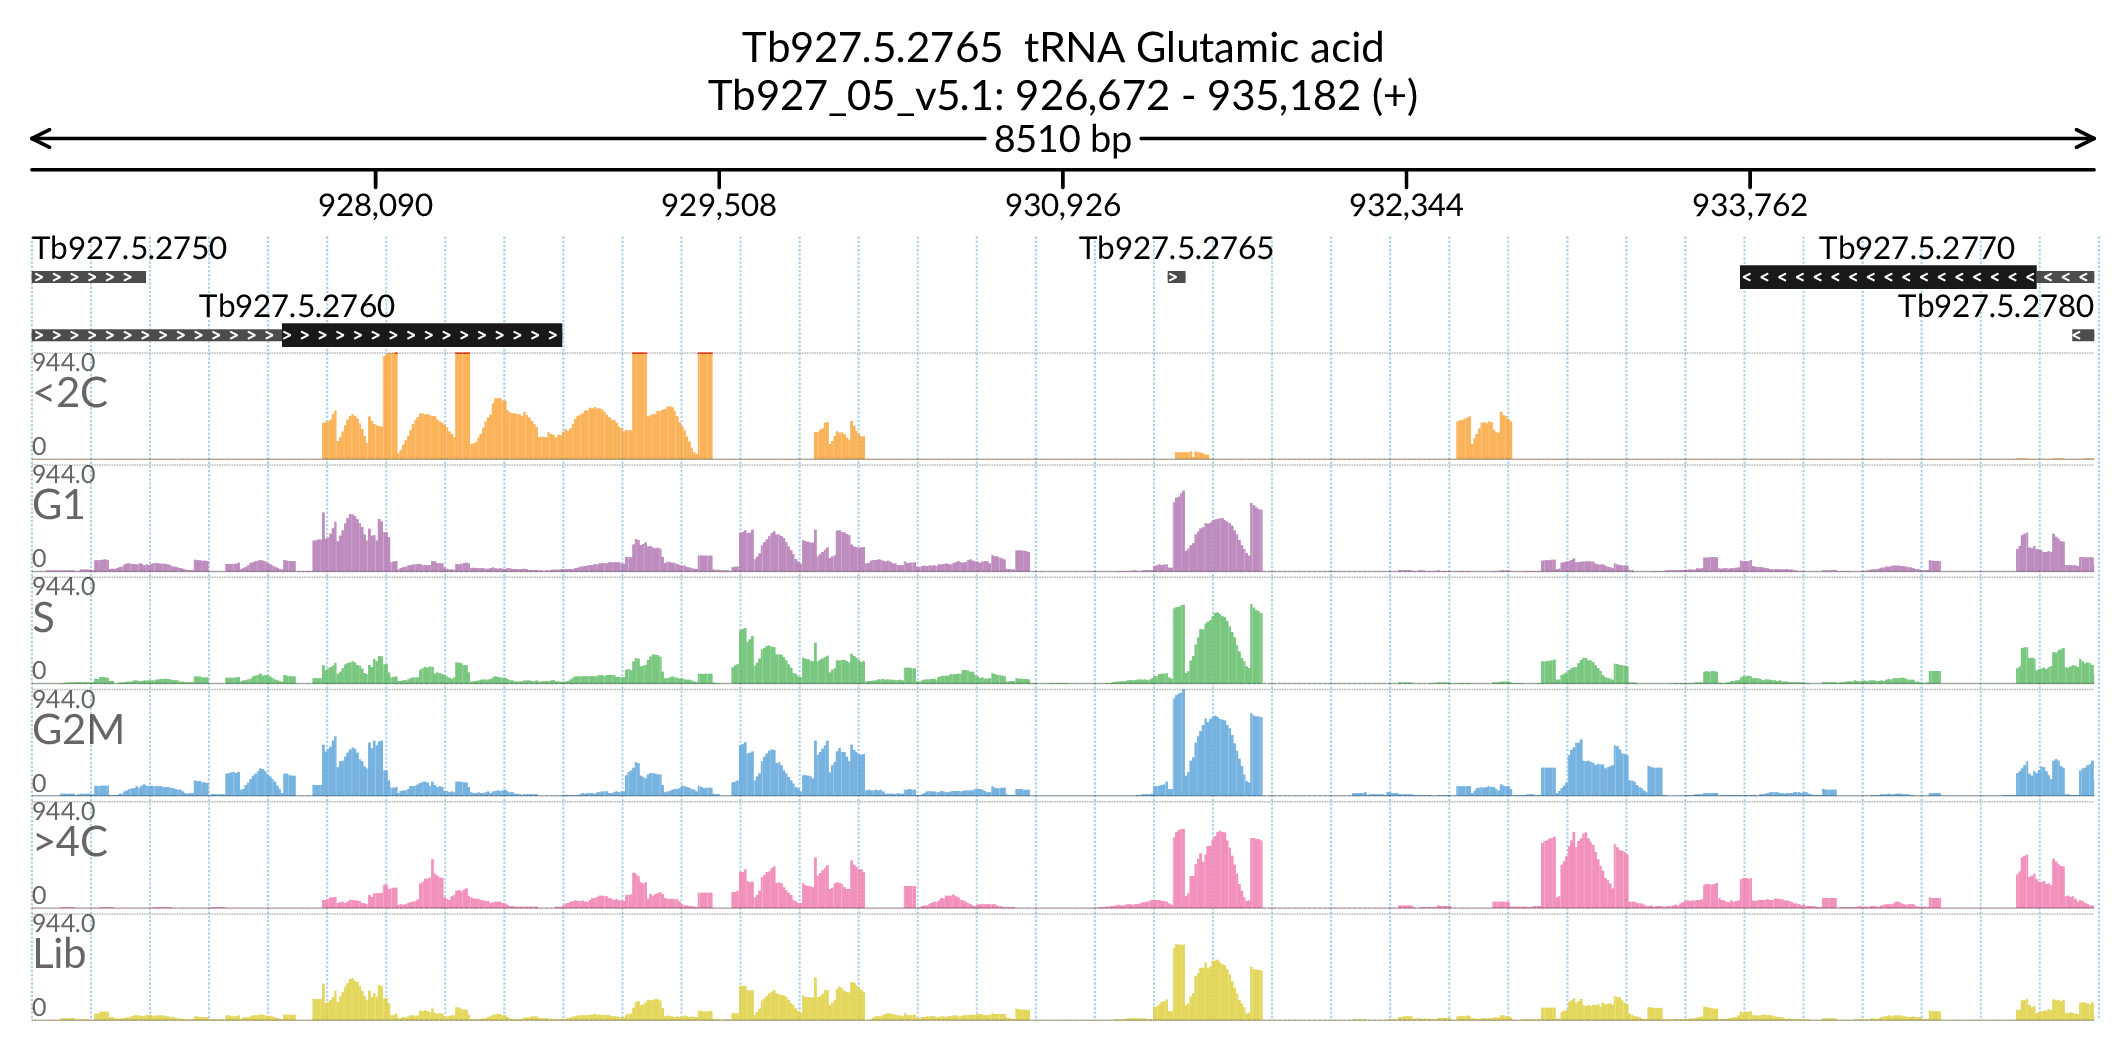 Tb927.5.2765  tRNA Glutamic acid
Tb927_05_v5.1: 926,672 - 935,182 (+)
8510 bp
928,090 929,508 930,926 932,344 933,762
Tb927.5.2750 Tb927.5.2765 Tb927.5.2770
Tb927.5.2760 Tb927.5.2780
944.0
<2C
0
944.0
G1
0
944.0
S
0
944.0
G2M
0
944.0
>4C
0
944.0
Lib
0